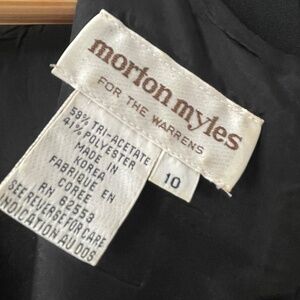 morton myles
FOR THE WARRENS
59% TRI-ACETATE
41% POLYESTER
MADE IN
KOREA
FABRIQUE EN
COREE
RN 62553
SEE REVERSE FOR CARE
INDICATION AU DOS
10